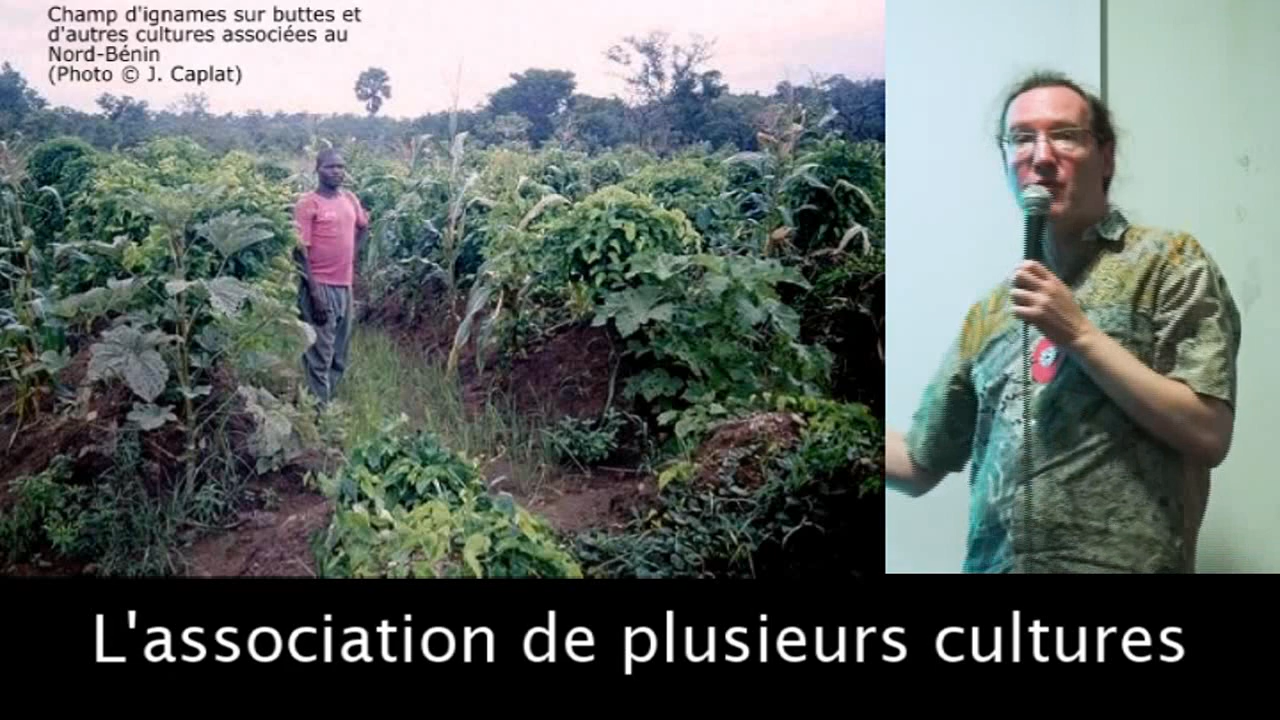 Champ d'ignames sur buttes et
d'autres cultures associées au
Nord-Bénin
(Photo © J. Caplat)
L'association de plusieurs cultures